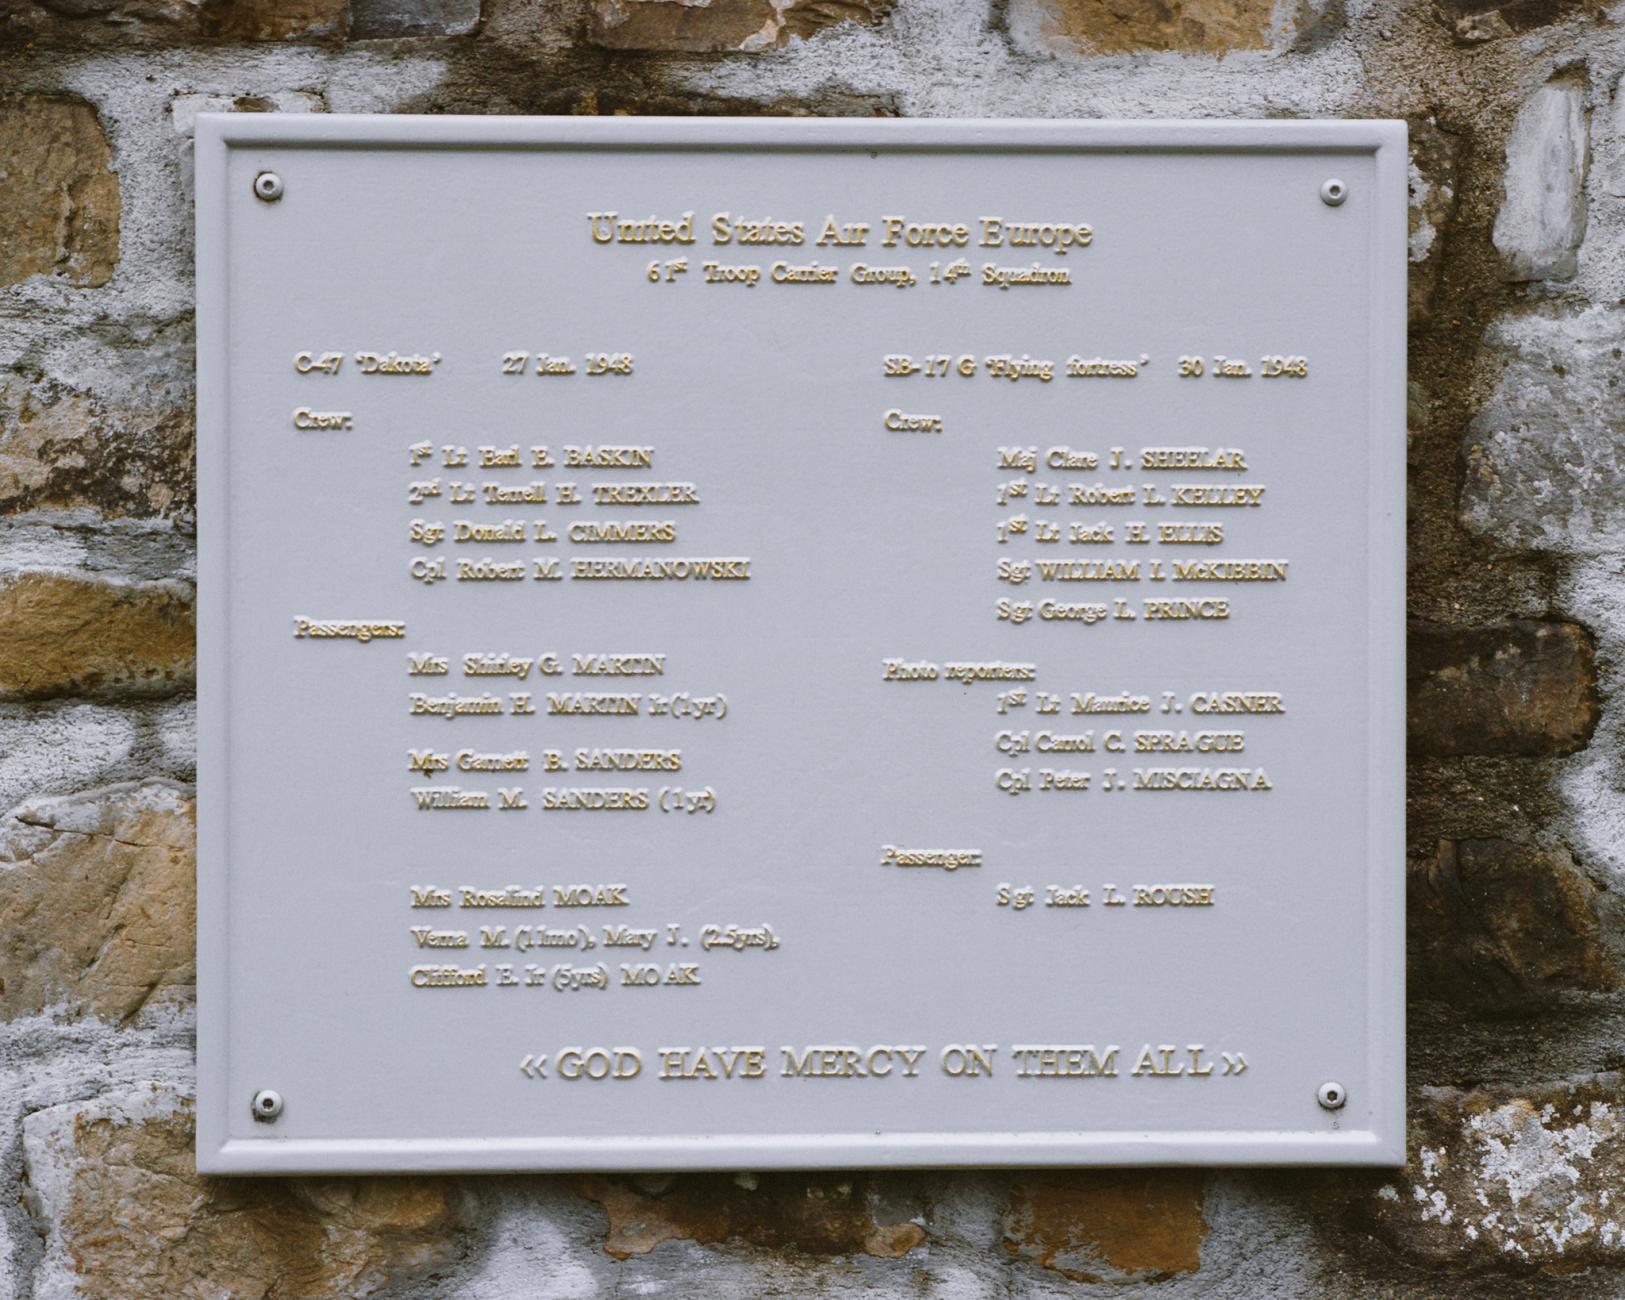 United States Air Force Europe
61st Troop Carrier Group, 14th Squadron
C-47 ‘Dakota’ 27 Jan. 1948
Crew:
1st Lt Earl E. BASKIN
2nd Lt Terrell H. TREXLER
Sgt Donald L. CIMMERS
Cpl Robert M. HERMANOWSKI
Passengers:
Mrs Shirley G. MARTIN
Benjamin H. MARTIN Jr (1yr)
Mrs Garnett B. SANDERS
William M. SANDERS (1yr)
Mrs Rosalind MOAK
Verna M. (11mo), Mary J. (2.5yrs),
Clifford E. Jr (5yrs) MOAK
SB-17 G ‘Flying fortress’ 30 Jan. 1948
Crew:
Maj Clare J. SHEELAR
1st Lt Robert L. KELLEY
1st Lt Jack H. ELLIS
Sgt WILLIAM I. McKIBBIN
Sgt George L. PRINCE
Photo reporters:
1st Lt Maurice J. CASNER
Cpl Carrol C. SPRAGUE
Cpl Peter J. MISCIAGNA
Passenger:
Sgt Jack L. ROUSH
« GOD HAVE MERCY ON THEM ALL »